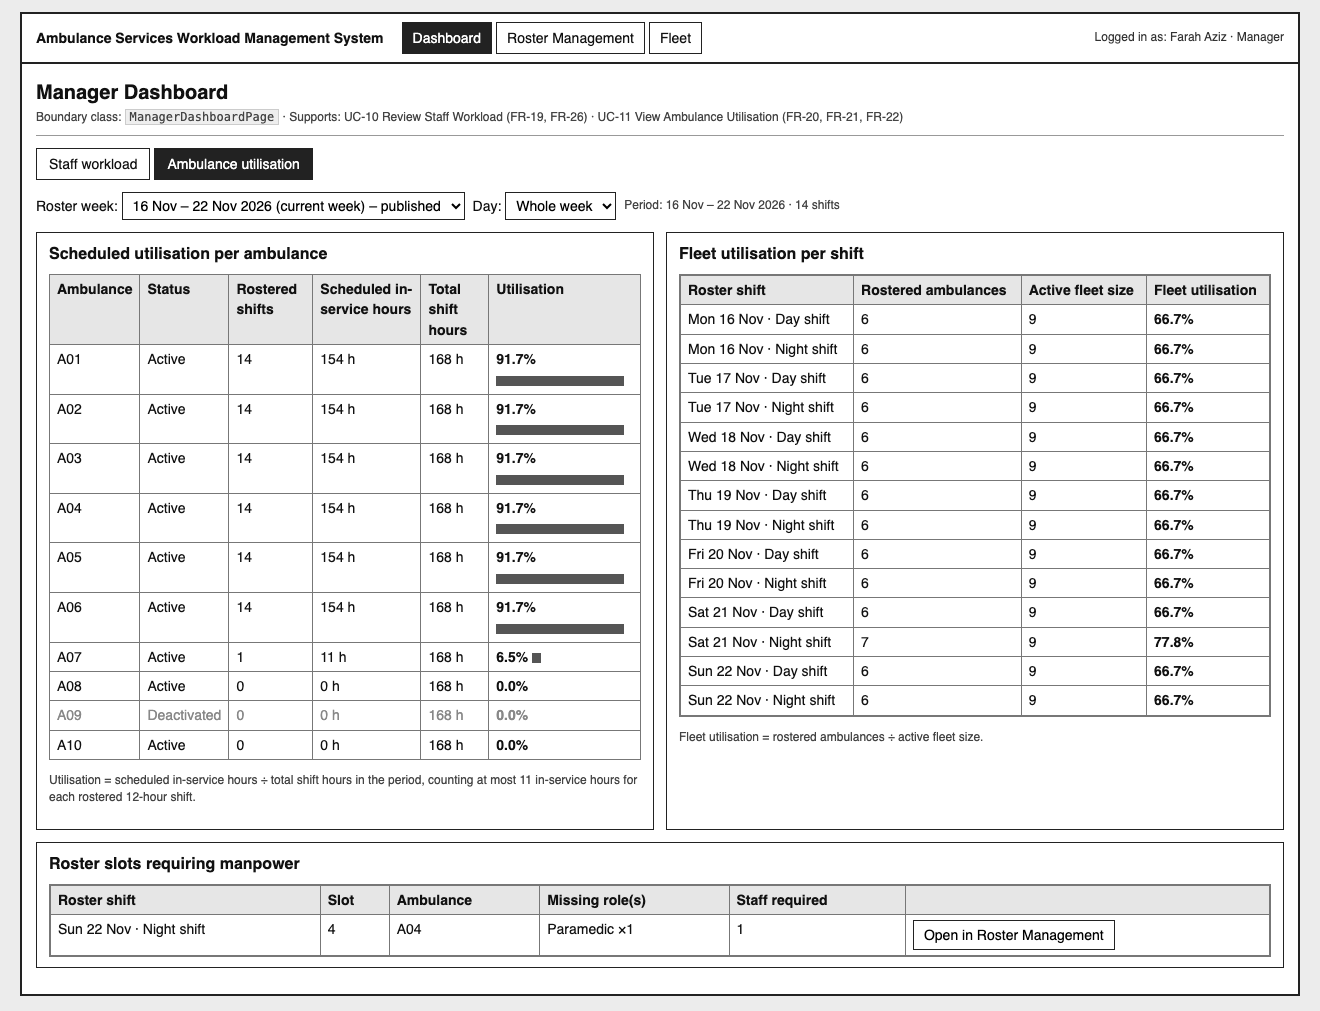 Ambulance Services Workload Management System Dashboard Roster Management Fleet Logged in as: Farah Aziz · Manager
Manager Dashboard
Boundary class: ManagerDashboardPage · Supports: UC-10 Review Staff Workload (FR-19, FR-26) · UC-11 View Ambulance Utilisation (FR-20, FR-21, FR-22)
Staff workload Ambulance utilisation
Roster week: 16 Nov – 22 Nov 2026 (current week) – published Day: Whole week Period: 16 Nov – 22 Nov 2026 · 14 shifts
Scheduled utilisation per ambulance
Ambulance Status Rostered shifts Scheduled in-service hours Total shift hours Utilisation
A01 Active 14 154 h 168 h 91.7%
A02 Active 14 154 h 168 h 91.7%
A03 Active 14 154 h 168 h 91.7%
A04 Active 14 154 h 168 h 91.7%
A05 Active 14 154 h 168 h 91.7%
A06 Active 14 154 h 168 h 91.7%
A07 Active 1 11 h 168 h 6.5%
A08 Active 0 0 h 168 h 0.0%
A09 Deactivated 0 0 h 168 h 0.0%
A10 Active 0 0 h 168 h 0.0%
Utilisation = scheduled in-service hours ÷ total shift hours in the period, counting at most 11 in-service hours for
each rostered 12-hour shift.
Fleet utilisation per shift
Roster shift Rostered ambulances Active fleet size Fleet utilisation
Mon 16 Nov · Day shift 6 9 66.7%
Mon 16 Nov · Night shift 6 9 66.7%
Tue 17 Nov · Day shift 6 9 66.7%
Tue 17 Nov · Night shift 6 9 66.7%
Wed 18 Nov · Day shift 6 9 66.7%
Wed 18 Nov · Night shift 6 9 66.7%
Thu 19 Nov · Day shift 6 9 66.7%
Thu 19 Nov · Night shift 6 9 66.7%
Fri 20 Nov · Day shift 6 9 66.7%
Fri 20 Nov · Night shift 6 9 66.7%
Sat 21 Nov · Day shift 6 9 66.7%
Sat 21 Nov · Night shift 7 9 77.8%
Sun 22 Nov · Day shift 6 9 66.7%
Sun 22 Nov · Night shift 6 9 66.7%
Fleet utilisation = rostered ambulances ÷ active fleet size.
Roster slots requiring manpower
Roster shift Slot Ambulance Missing role(s) Staff required
Sun 22 Nov · Night shift 4 A04 Paramedic ×1 1 Open in Roster Management